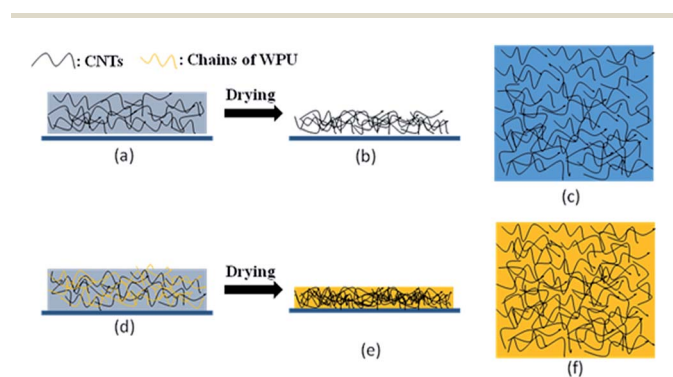 : CNTs : Chains of WPU
Drying
(a)
(b)
(c)
Drying
(d)
(e)
(f)